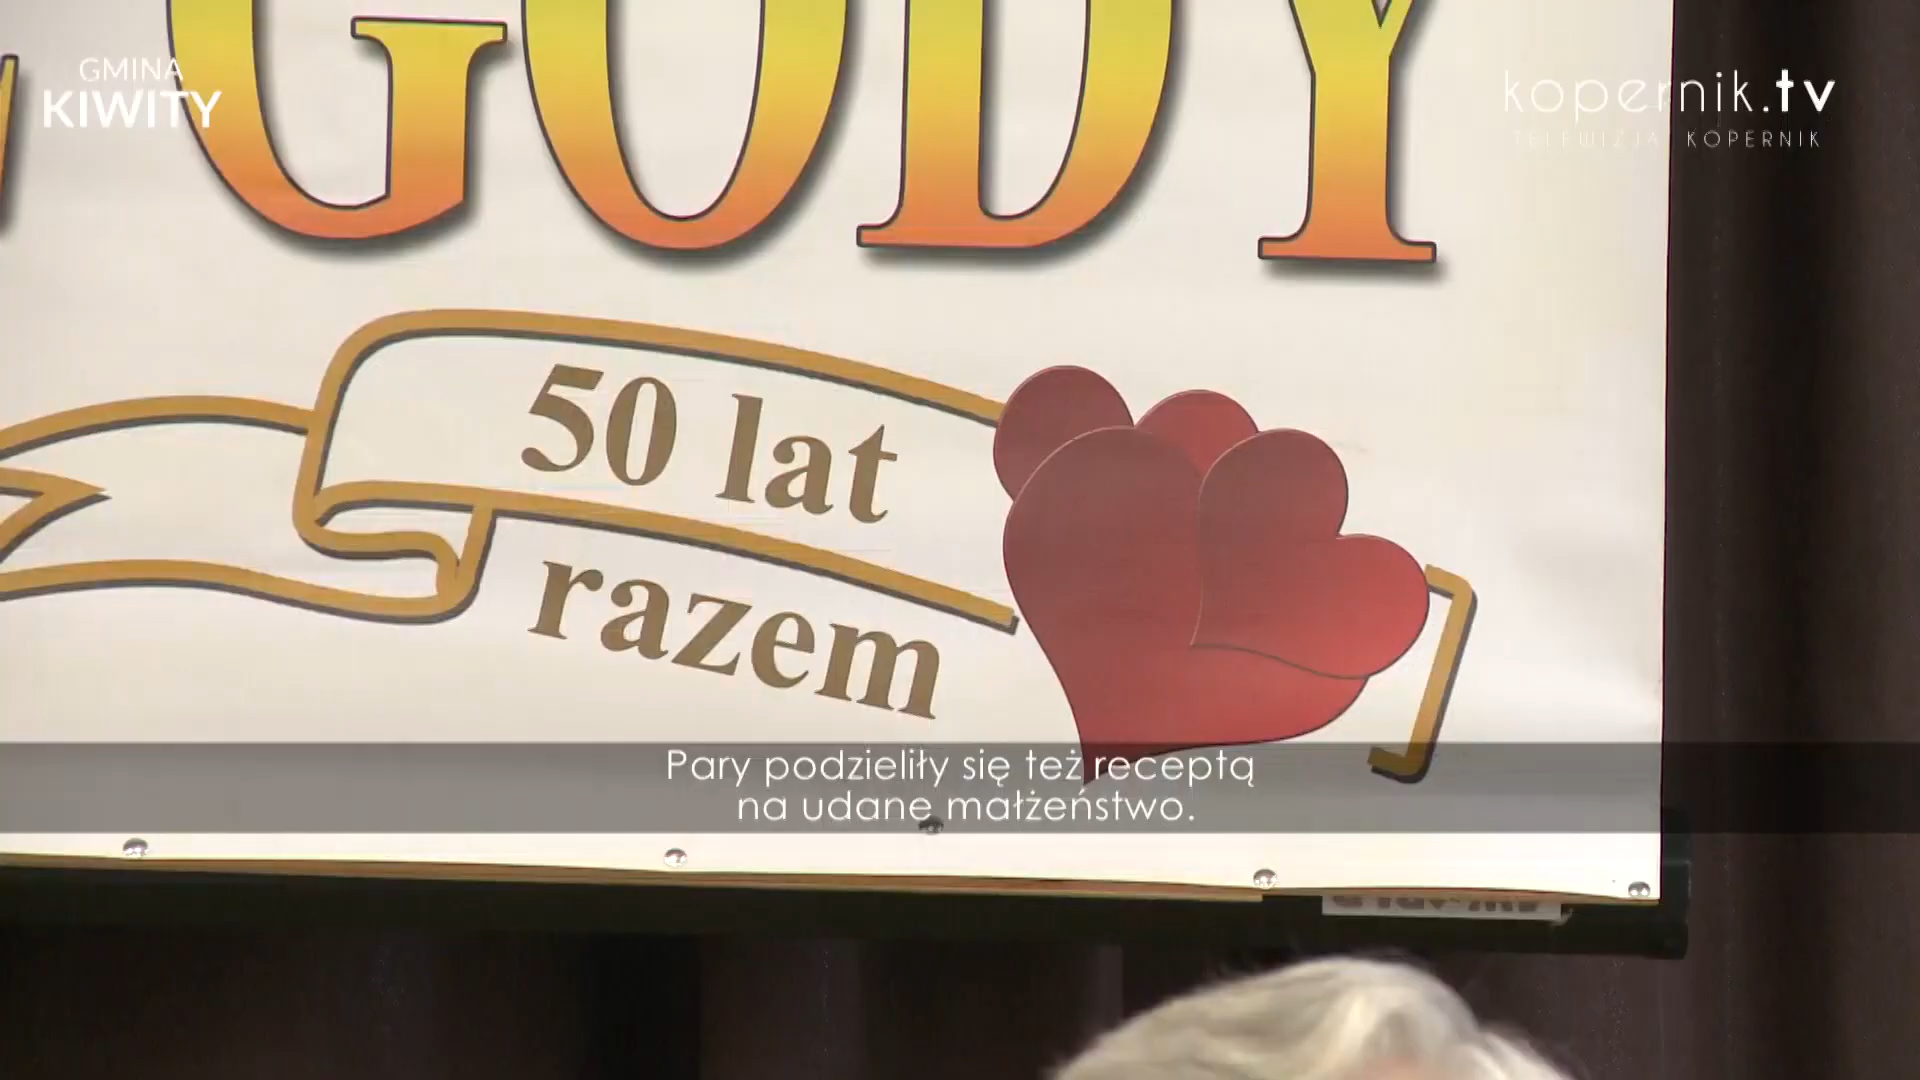 GODY
GMINA
KIWITY
kopernik.tv
TELEWIZJA KOPERNIK
50 lat
razem
Pary podzieliły się też receptą
na udane małżeństwo.